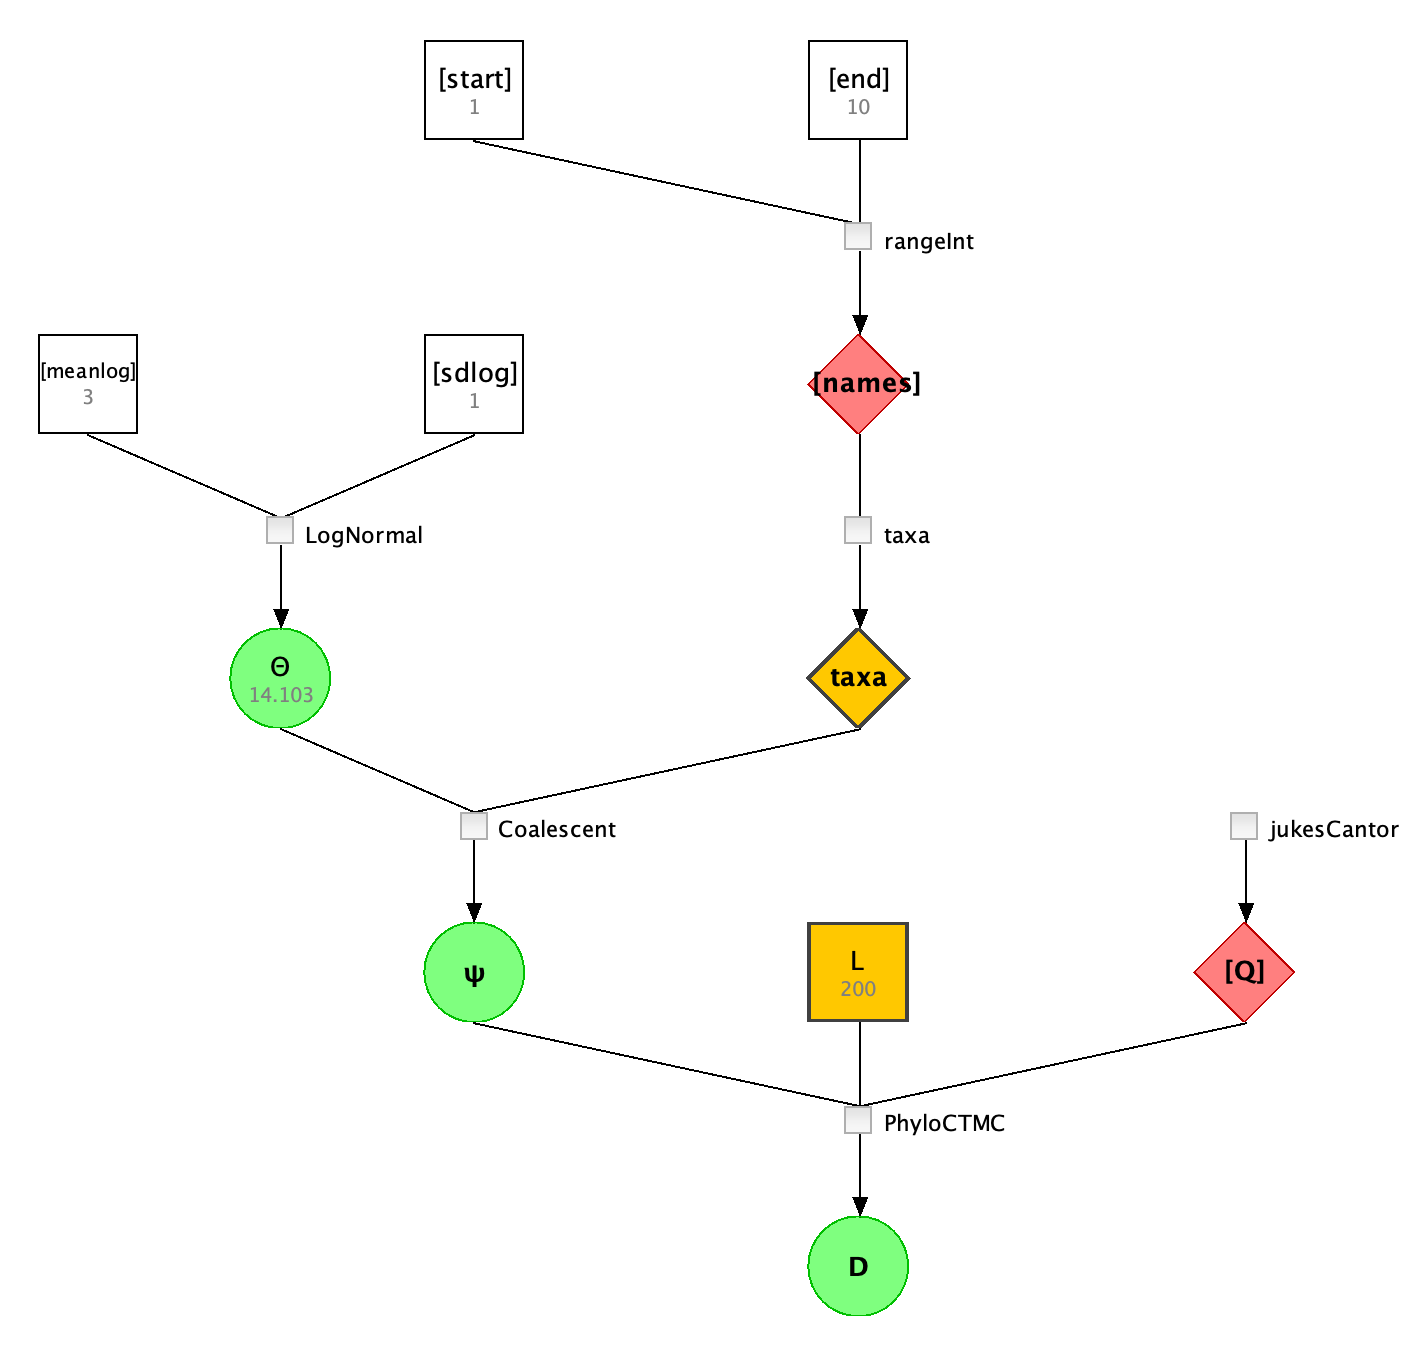 [start]
1
[end]
10
rangeInt
[meanlog]
3
[sdlog]
1
[names]
LogNormal
taxa
Θ
14.103
taxa
Coalescent
jukesCantor
ψ
L
200
[Q]
PhyloCTMC
D